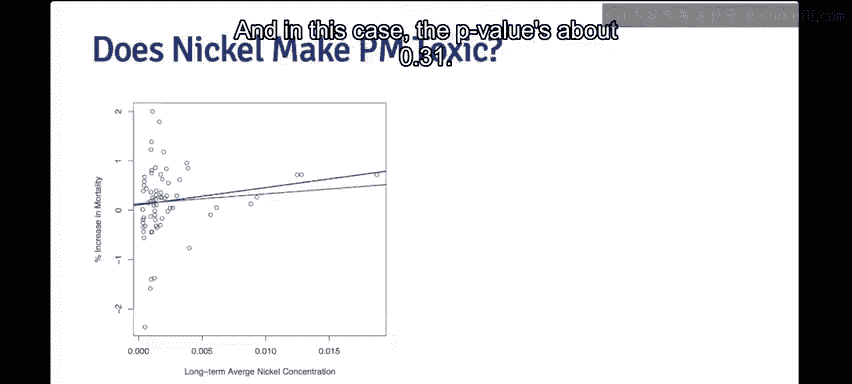 Does Nickel Make PM Toxic?
And in this case, the p-value's about
0.31.
% Increase in Mortality
2
1
0
−1
−2
0.000 0.005 0.010 0.015
Long−term Averge Nickel Concentration